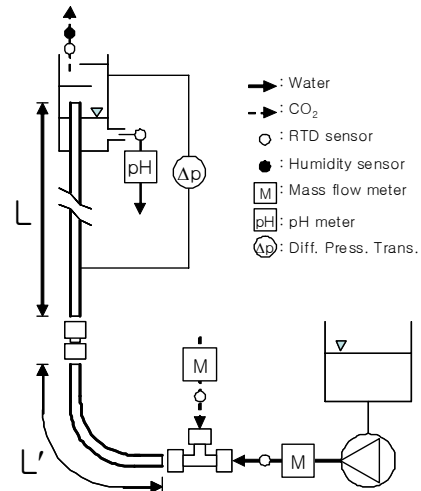 : Water
: CO₂
: RTD sensor
: Humidity sensor
M : Mass flow meter
pH : pH meter
Δp : Diff. Press. Trans.
pH
Δp
L
M
L'
M